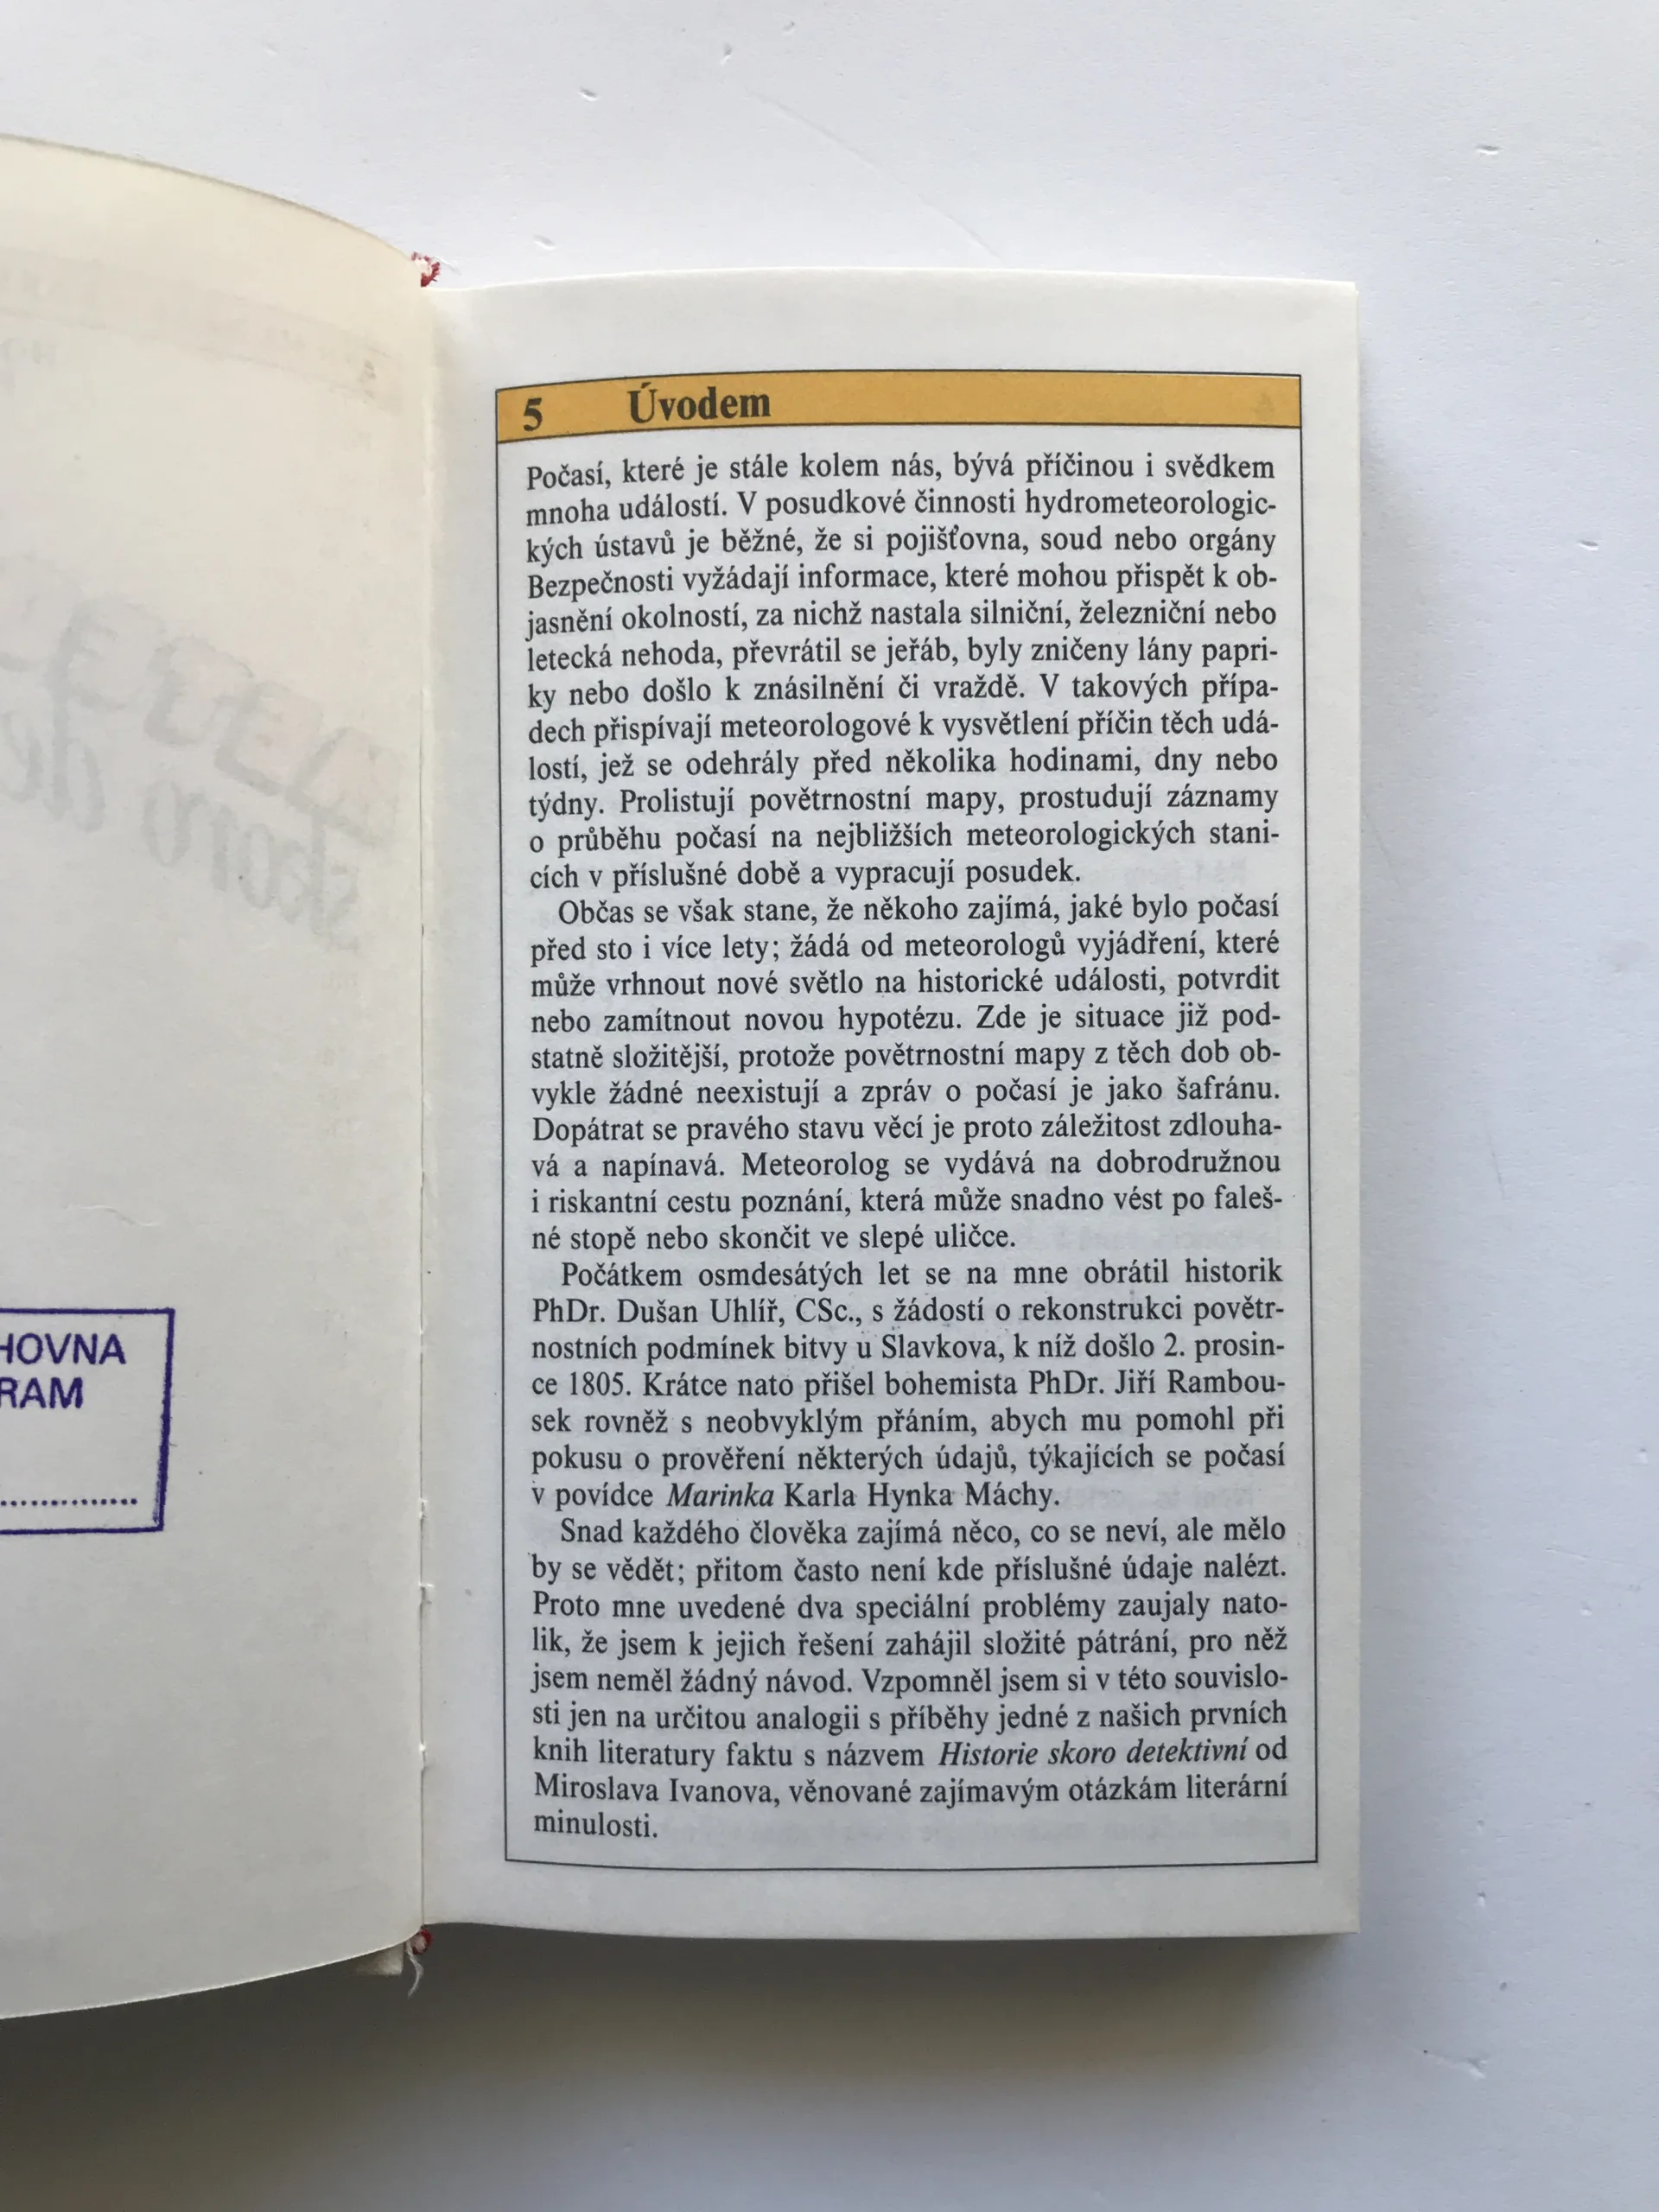 HOVNA
RAM
5 Úvodem
Počasí, které je stále kolem nás, bývá příčinou i svědkem
mnoha událostí. V posudkové činnosti hydrometeorologic-
kých ústavů je běžné, že si pojišťovna, soud nebo orgány
Bezpečnosti vyžádají informace, které mohou přispět k ob-
jasnění okolností, za nichž nastala silniční, železniční nebo
letecká nehoda, převrátil se jeřáb, byly zničeny lány papri-
ky nebo došlo k znásilnění či vraždě. V takových přípa-
dech přispívají meteorologové k vysvětlení příčin těch udá-
lostí, jež se odehrály před několika hodinami, dny nebo
týdny. Prolistují povětrnostní mapy, prostudují záznamy
o průběhu počasí na nejbližších meteorologických stani-
cích v příslušné době a vypracují posudek.
Občas se však stane, že někoho zajímá, jaké bylo počasí
před sto i více lety; žádá od meteorologů vyjádření, které
může vrhnout nové světlo na historické události, potvrdit
nebo zamítnout novou hypotézu. Zde je situace již pod-
statně složitější, protože povětrnostní mapy z těch dob ob-
vykle žádné neexistují a zpráv o počasí je jako šafránu.
Dopátrat se pravého stavu věcí je proto záležitost zdlouha-
vá a napínavá. Meteorolog se vydává na dobrodružnou
i riskantní cestu poznání, která může snadno vést po faleš-
né stopě nebo skončit ve slepé uličce.
Počátkem osmdesátých let se na mne obrátil historik
PhDr. Dušan Uhlíř, CSc., s žádostí o rekonstrukci povětr-
nostních podmínek bitvy u Slavkova, k níž došlo 2. prosin-
ce 1805. Krátce nato přišel bohemista PhDr. Jiří Rambou-
sek rovněž s neobvyklým přáním, abych mu pomohl při
pokusu o prověření některých údajů, týkajících se počasí
v povídce Marinka Karla Hynka Máchy.
Snad každého člověka zajímá něco, co se neví, ale mělo
by se vědět; přitom často není kde příslušné údaje nalézt.
Proto mne uvedené dva speciální problémy zaujaly nato-
lik, že jsem k jejich řešení zahájil složité pátrání, pro něž
jsem neměl žádný návod. Vzpomněl jsem si v této souvislo-
sti jen na určitou analogii s příběhy jedné z našich prvních
knih literatury faktu s názvem Historie skoro detektivní od
Miroslava Ivanova, věnované zajímavým otázkám literární
minulosti.